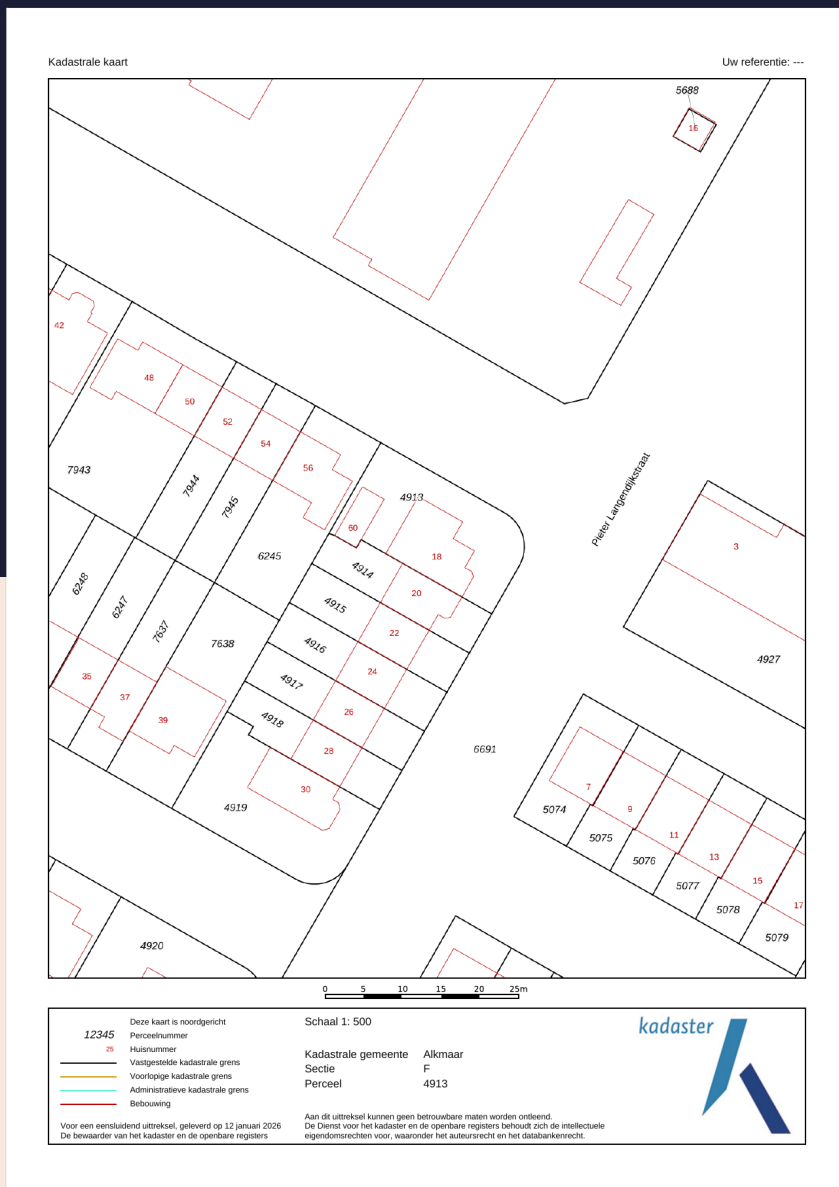 Kadastrale kaart
Uw referentie: ---
5688
16
42
48
50
52
54
56
7943
7944
7945
4913
60
18
Pieter Langendijkstraat
3
6245
4914
20
6248
6247
4915
22
7637
7638
4916
24
4927
35
37
39
4917
26
4918
28
6691
30
4919
7
9
11
13
15
17
5074
5075
5076
5077
5078
5079
4920
0 5 10 15 20 25m
Deze kaart is noordgericht
12345 Perceelnummer
25 Huisnummer
Vastgestelde kadastrale grens
Voorlopige kadastrale grens
Administratieve kadastrale grens
Bebouwing
Voor een eensluidend uittreksel, geleverd op 12 januari 2026
De bewaarder van het kadaster en de openbare registers
Schaal 1: 500
Kadastrale gemeente Alkmaar
Sectie F
Perceel 4913
Aan dit uittreksel kunnen geen betrouwbare maten worden ontleend.
De Dienst voor het kadaster en de openbare registers behoudt zich de intellectuele
eigendomsrechten voor, waaronder het auteursrecht en het databankenrecht.
kadaster